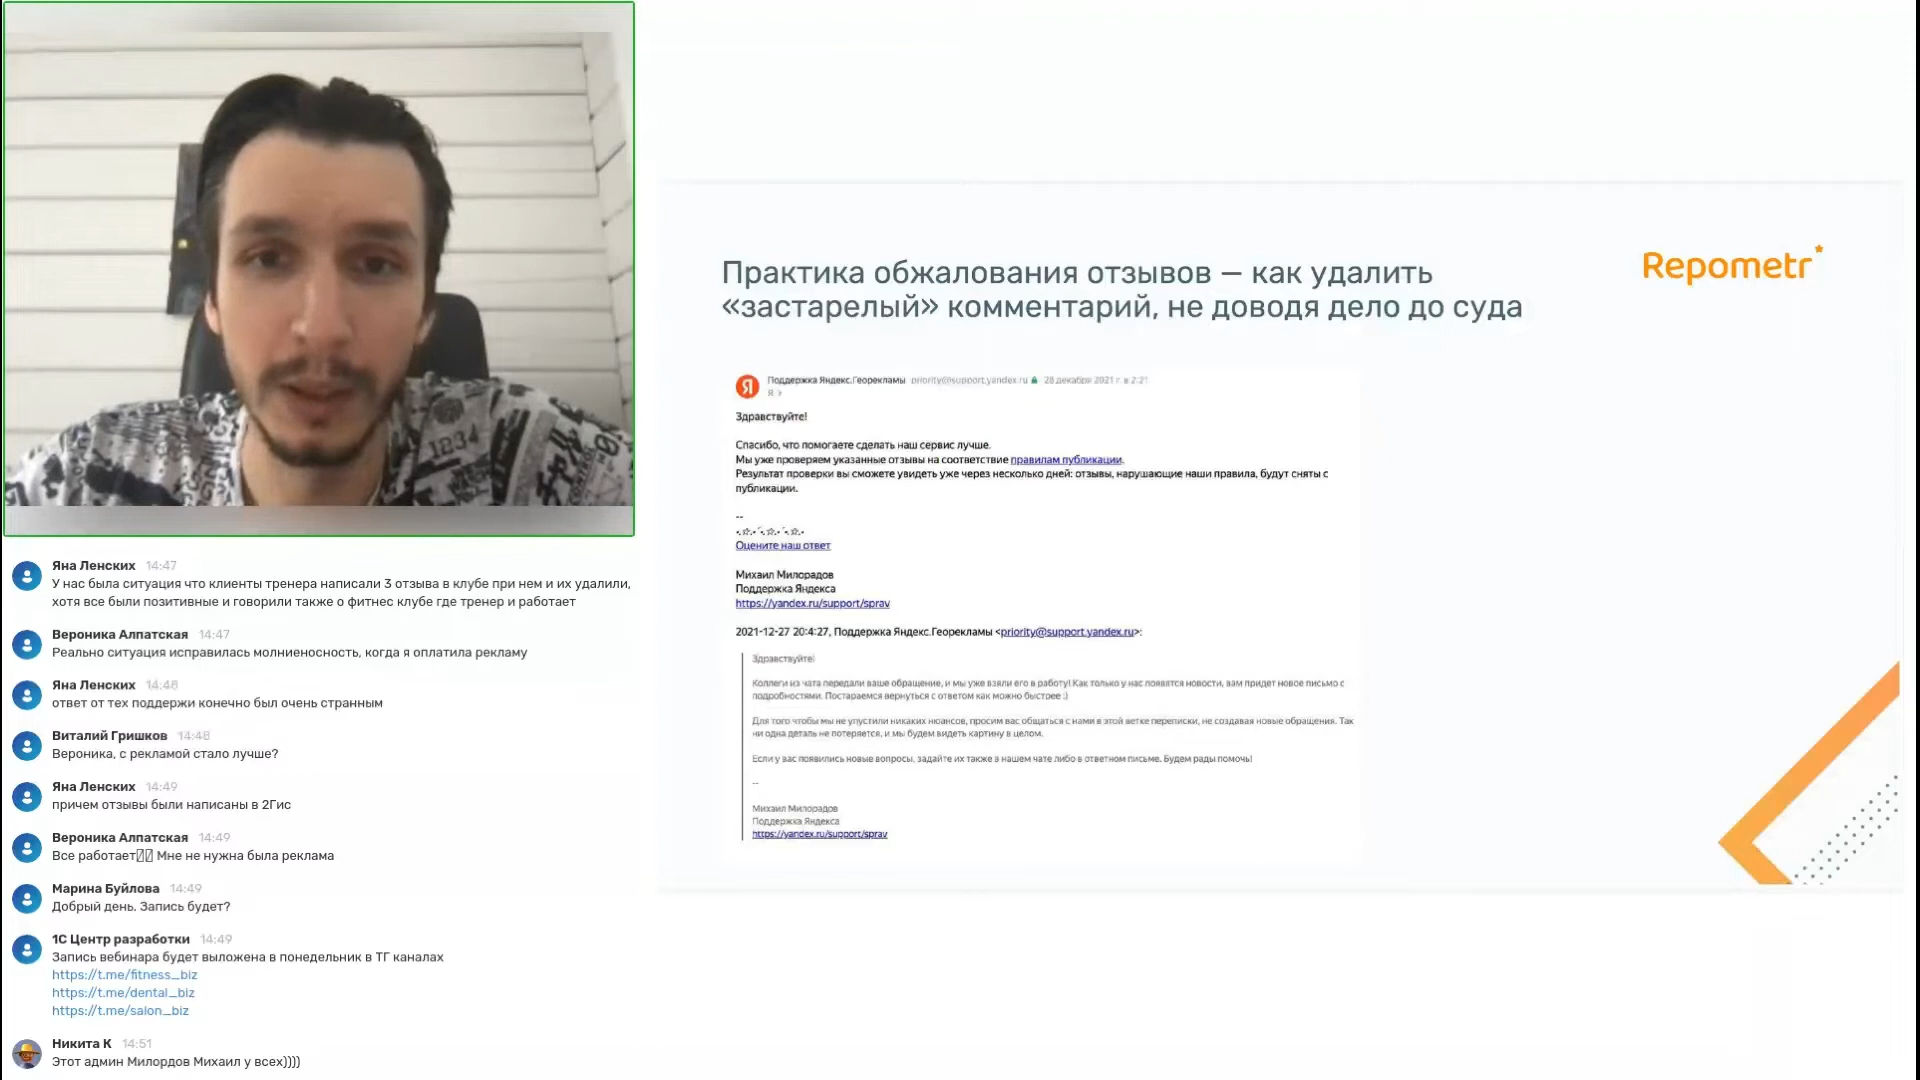 Практика обжалования отзывов — как удалить
«застарелый» комментарий, не доводя дело до суда
Repometr
Поддержка Яндекс.Георекламы priority@support.yandex.ru 28 декабря 2021 г. в 2:21
Я >
Здравствуйте!
Спасибо, что помогаете сделать наш сервис лучше.
Мы уже проверяем указанные отзывы на соответствие правилам публикации.
Результат проверки вы сможете увидеть уже через несколько дней: отзывы, нарушающие наши правила, будут сняты с
публикации.
--
Оцените наш ответ
Михаил Милорадов
Поддержка Яндекса
https://yandex.ru/support/sprav
2021-12-27 20:4:27, Поддержка Яндекс.Георекламы <priority@support.yandex.ru>:
Здравствуйте!
Коллеги из чата передали ваше обращение, и мы уже взяли его в работу! Как только у нас появятся новости, вам придет новое письмо с
подробностями. Постараемся вернуться с ответом как можно быстрее :)
Для того чтобы мы не упустили никаких нюансов, просим вас общаться с нами в этой ветке переписки, не создавая новые обращения. Так
ни одна деталь не потеряется, и мы будем видеть картину в целом.
Если у вас появились новые вопросы, задайте их также в нашем чате либо в ответном письме. Будем рады помочь!
--
Михаил Милорадов
Поддержка Яндекса
https://yandex.ru/support/sprav
1234
Яна Ленских 14:47
У нас была ситуация что клиенты тренера написали 3 отзыва в клубе при нем и их удалили,
хотя все были позитивные и говорили также о фитнес клубе где тренер и работает
Вероника Алпатская 14:47
Реально ситуация исправилась молниеносность, когда я оплатила рекламу
Яна Ленских 14:48
ответ от тех поддержи конечно был очень странным
Виталий Гришков 14:48
Вероника, с рекламой стало лучше?
Яна Ленских 14:49
причем отзывы были написаны в 2Гис
Вероника Алпатская 14:49
Все работает Мне не нужна была реклама
Марина Буйлова 14:49
Добрый день. Запись будет?
1С Центр разработки 14:49
Запись вебинара будет выложена в понедельник в ТГ каналах
https://t.me/fitness_biz
https://t.me/dental_biz
https://t.me/salon_biz
Никита К 14:51
Этот админ Милордов Михаил у всех))))